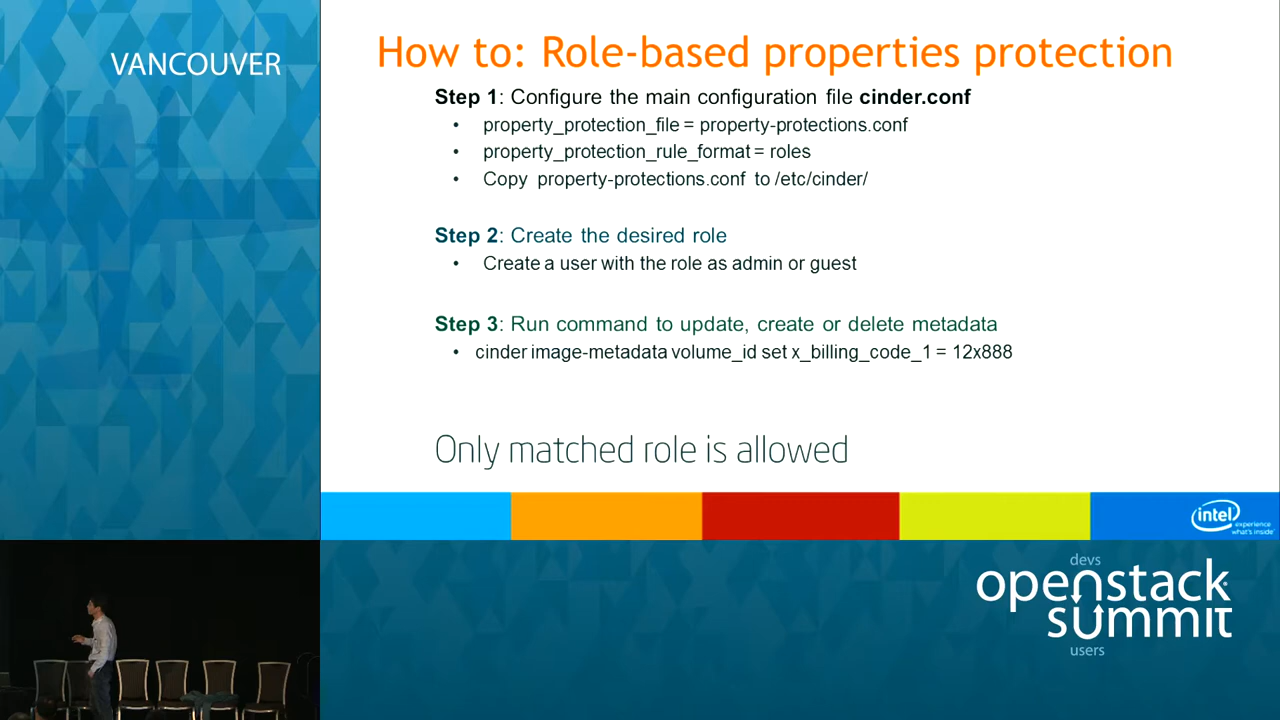 VANCOUVER
How to: Role-based properties protection
Step 1: Configure the main configuration file cinder.conf
• property_protection_file = property-protections.conf
• property_protection_rule_format = roles
• Copy property-protections.conf to /etc/cinder/
Step 2: Create the desired role
• Create a user with the role as admin or guest
Step 3: Run command to update, create or delete metadata
• cinder image-metadata volume_id set x_billing_code_1 = 12x888
Only matched role is allowed
intel experience what's inside™
devs
openstack
summit
users